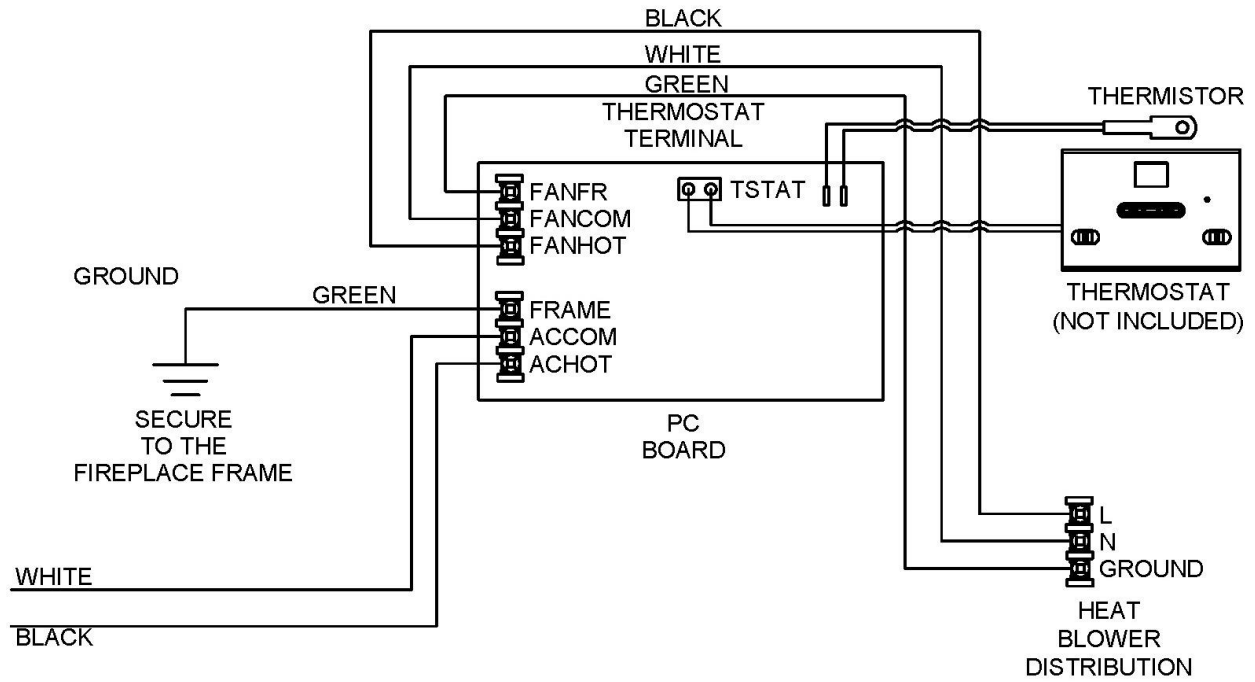 BLACK
WHITE
GREEN
THERMOSTAT
TERMINAL
THERMISTOR
FANFR
FANCOM
FANHOT
TSTAT
GROUND
GREEN
FRAME
ACCOM
ACHOT
THERMOSTAT
(NOT INCLUDED)
SECURE
TO THE
FIREPLACE FRAME
PC
BOARD
L
N
GROUND
WHITE
BLACK
HEAT
BLOWER
DISTRIBUTION